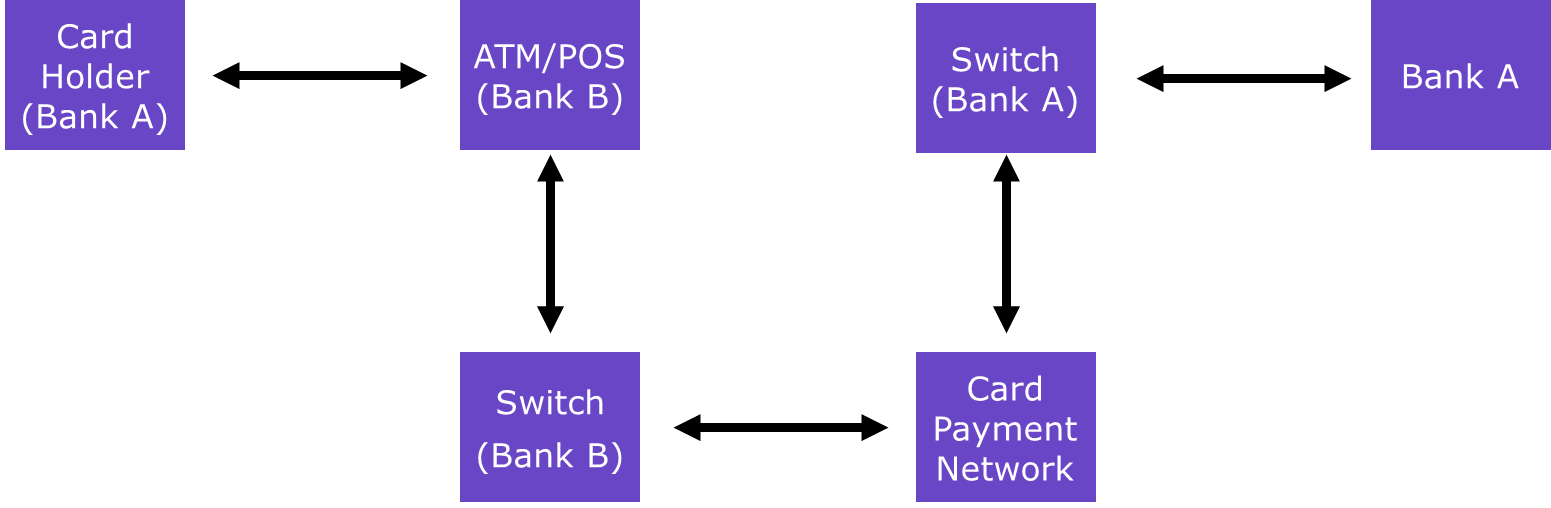 Card
Holder
(Bank A)
ATM/POS
(Bank B)
Switch
(Bank A)
Bank A
Switch
(Bank B)
Card
Payment
Network